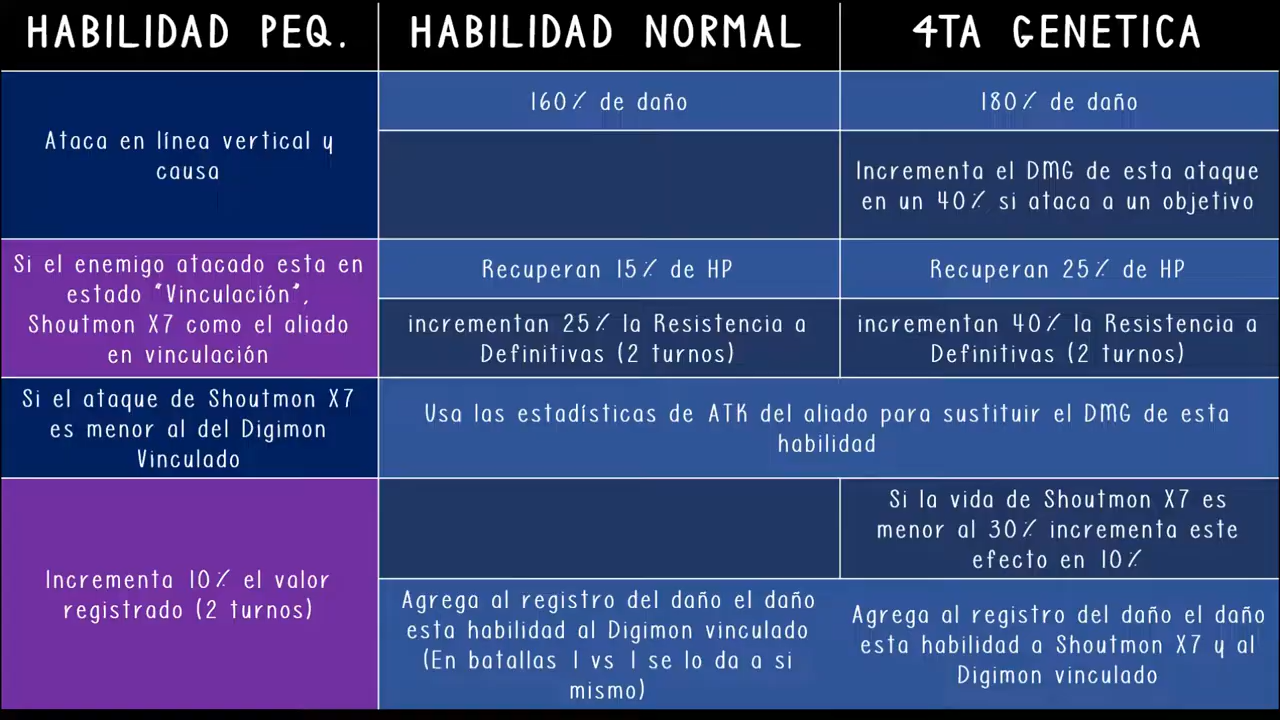 HABILIDAD PEQ.
HABILIDAD NORMAL
4TA GENETICA
Ataca en línea vertical y
causa
160% de daño
180% de daño
Incrementa el DMG de esta ataque
en un 40% si ataca a un objetivo
Si el enemigo atacado esta en
estado "Vinculación",
Shoutmon X7 como el aliado
en vinculación
Recuperan 15% de HP
Recuperan 25% de HP
incrementan 25% la Resistencia a
Definitivas (2 turnos)
incrementan 40% la Resistencia a
Definitivas (2 turnos)
Si el ataque de Shoutmon X7
es menor al del Digimon
Vinculado
Usa las estadísticas de ATK del aliado para sustituir el DMG de esta
habilidad
Incrementa 10% el valor
registrado (2 turnos)
Si la vida de Shoutmon X7 es
menor al 30% incrementa este
efecto en 10%
Agrega al registro del daño el daño
esta habilidad al Digimon vinculado
(En batallas 1 vs 1 se lo da a si
mismo)
Agrega al registro del daño el daño
esta habilidad a Shoutmon X7 y al
Digimon vinculado